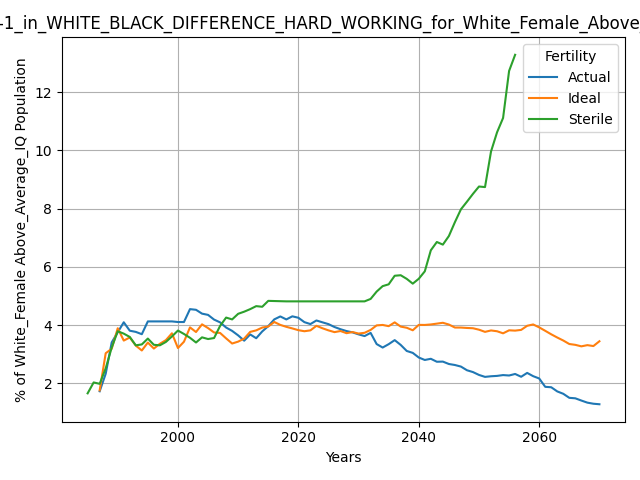 -1_in_WHITE_BLACK_DIFFERENCE_HARD_WORKING_for_White_Female_Above_
Fertility
Actual
Ideal
Sterile
% of White_Female Above_Average_IQ Population
12
10
8
6
4
2
2000
2020
2040
2060
Years